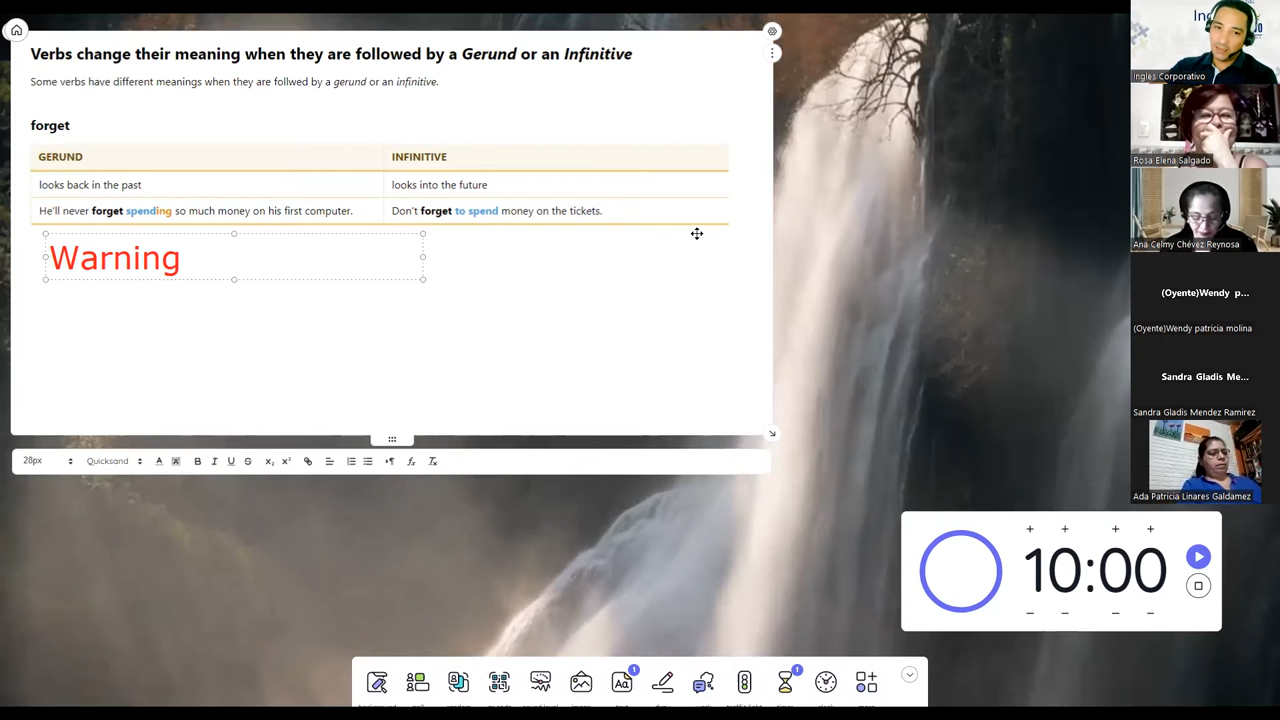 Verbs change their meaning when they are followed by a Gerund or an Infinitive
Some verbs have different meanings when they are follwed by a gerund or an infinitive.
forget
GERUND INFINITIVE
looks back in the past looks into the future
He'll never forget spending so much money on his first computer. Don't forget to spend money on the tickets.
Warning
28px Quicksand
Ingles Corporativo
Rosa Elena Salgado
Ana Celmy Chévez Reynosa
(Oyente)Wendy p...
(Oyente)Wendy patricia molina
Sandra Gladis Me...
Sandra Gladis Mendez Ramirez
Ada Patricia Linares Galdamez
10:00
1 1